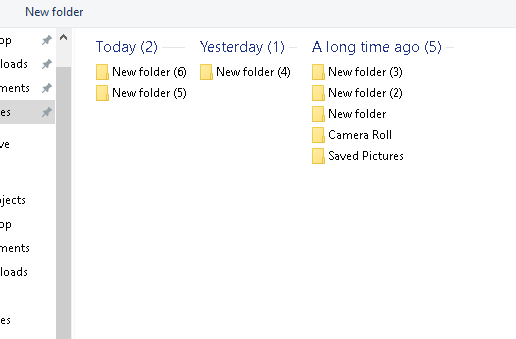 New folder
op
loads
ments
es
ve
jects
op
ments
loads
es
Today (2)
New folder (6)
New folder (5)
Yesterday (1)
New folder (4)
A long time ago (5)
New folder (3)
New folder (2)
New folder
Camera Roll
Saved Pictures